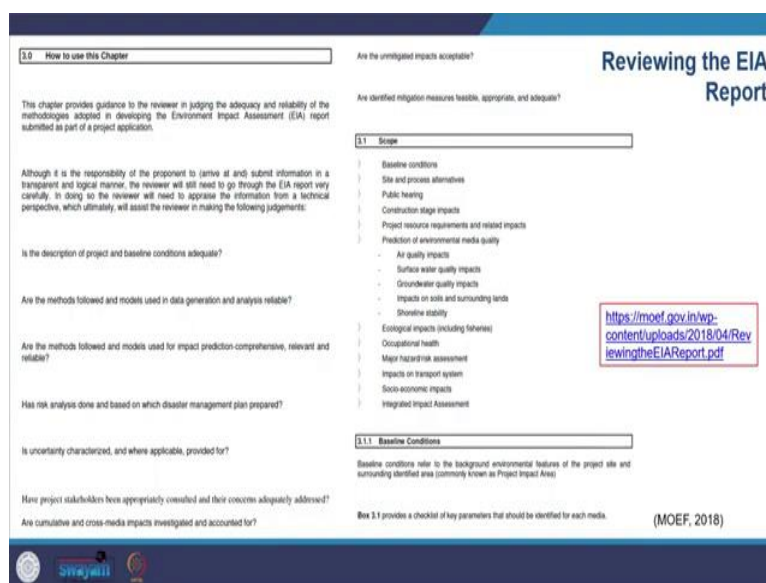 3.0 How to use this Chapter
This chapter provides guidance to the reviewer in judging the adequacy and reliability of the
methodologies adopted in developing the Environment Impact Assessment (EIA) report
submitted as part of a project application.
Although it is the responsibility of the proponent to (arrive at and) submit information in a
transparent and logical manner, the reviewer will still need to go through the EIA report very
carefully. In doing so the reviewer will need to appraise the information from a technical
perspective, which ultimately, will assist the reviewer in making the following judgements:
Is the description of project and baseline conditions adequate?
Are the methods followed and models used in data generation and analysis reliable?
Are the methods followed and models used for impact prediction-comprehensive, relevant and
reliable?
Has risk analysis done and based on which disaster management plan prepared?
Is uncertainty characterized, and where applicable, provided for?
Have project stakeholders been appropriately consulted and their concerns adequately addressed?
Are cumulative and cross-media impacts investigated and accounted for?
Are the unmitigated impacts acceptable?
Are identified mitigation measures feasible, appropriate, and adequate?
3.1 Scope
} Baseline conditions
} Site and process alternatives
} Public hearing
} Construction stage impacts
} Project resource requirements and related impacts
} Prediction of environmental media quality
- Air quality impacts
- Surface water quality impacts
- Groundwater quality impacts
- Impacts on soils and surrounding lands
- Shoreline stability
} Ecological impacts (including fisheries)
} Occupational health
} Major hazard/risk assessment
} Impacts on transport system
} Socio-economic impacts
} Integrated Impact Assessment
3.1.1 Baseline Conditions
Baseline conditions refer to the background environmental features of the project site and
surrounding identified area (commonly known as Project Impact Area)
Box 3.1 provides a checklist of key parameters that should be identified for each media.
Reviewing the EIA
Report
https://moef.gov.in/wp-
content/uploads/2018/04/Rev
iewingtheEIAReport.pdf
(MOEF, 2018)
swayam